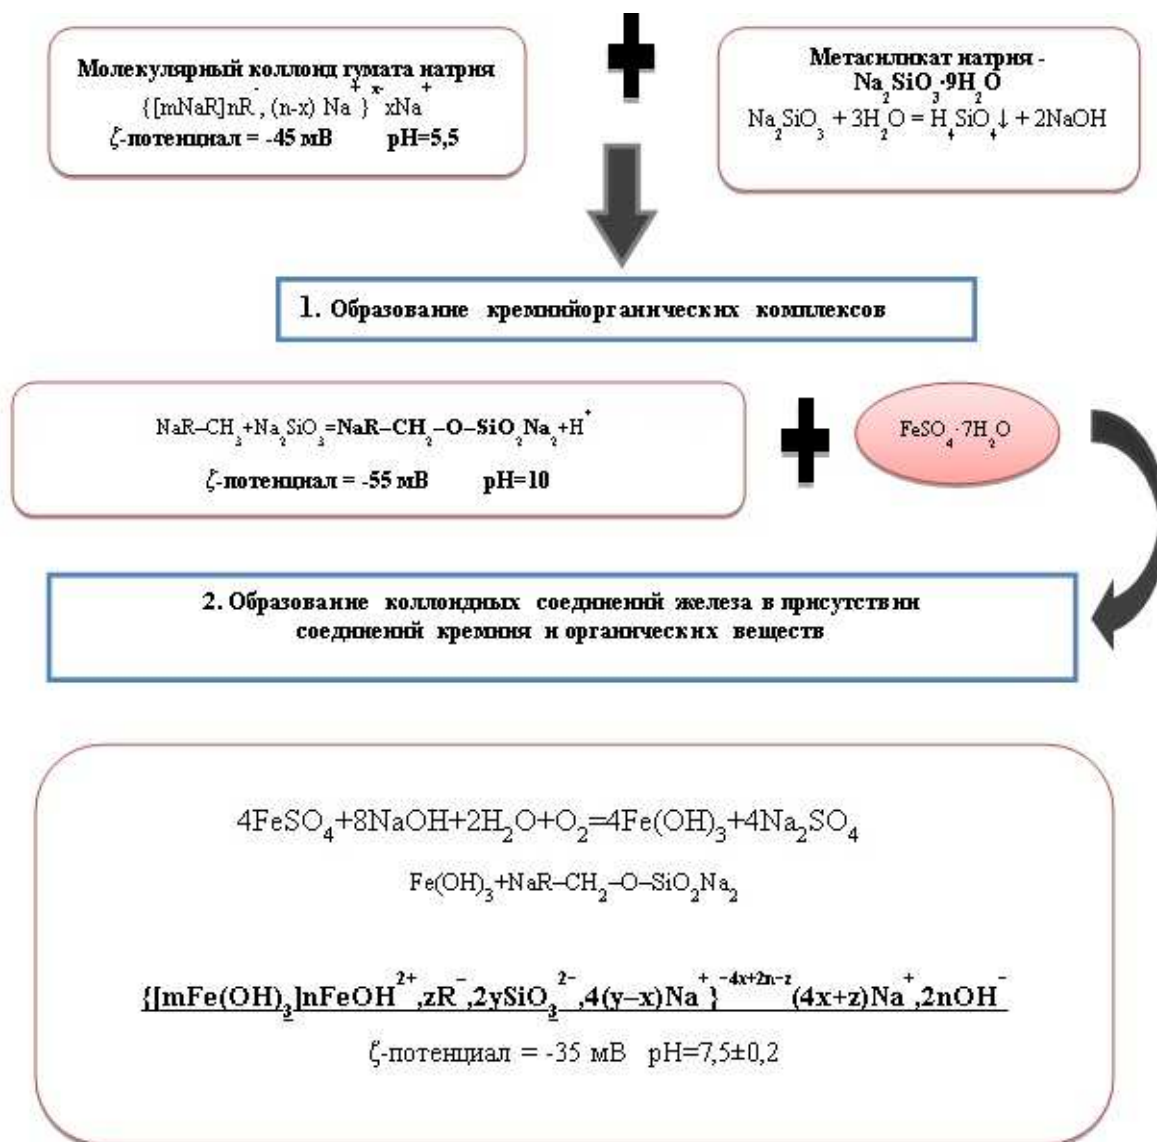 Молекулярный коллоид гумата натрия
{[mNaR]nR⁻, (n-x) Na⁺}ˣ⁻ xNa⁺
ζ-потенциал = -45 мВ pH=5,5
Метасиликат натрия -
Na₂SiO₃·9H₂O
Na₂SiO₃ + 3H₂O = H₄SiO₄↓ + 2NaOH
1. Образование кремнийорганических комплексов
NaR–CH₃+Na₂SiO₃=NaR–CH₂–O–SiO₂Na₂+H⁺
ζ-потенциал = -55 мВ pH=10
FeSO₄·7H₂O
2. Образование коллоидных соединений железа в присутствии
соединений кремния и органических веществ
4FeSO₄+8NaOH+2H₂O+O₂=4Fe(OH)₃+4Na₂SO₄
Fe(OH)₃+NaR–CH₂–O–SiO₂Na₂
{[mFe(OH)₃]nFeOH²⁺,zR⁻,2ySiO₃²⁻,4(y–x)Na⁺}⁻⁴ˣ⁺²ⁿ⁻ᶻ(4x+z)Na⁺,2nOH⁻
ζ-потенциал = -35 мВ pH=7,5±0,2